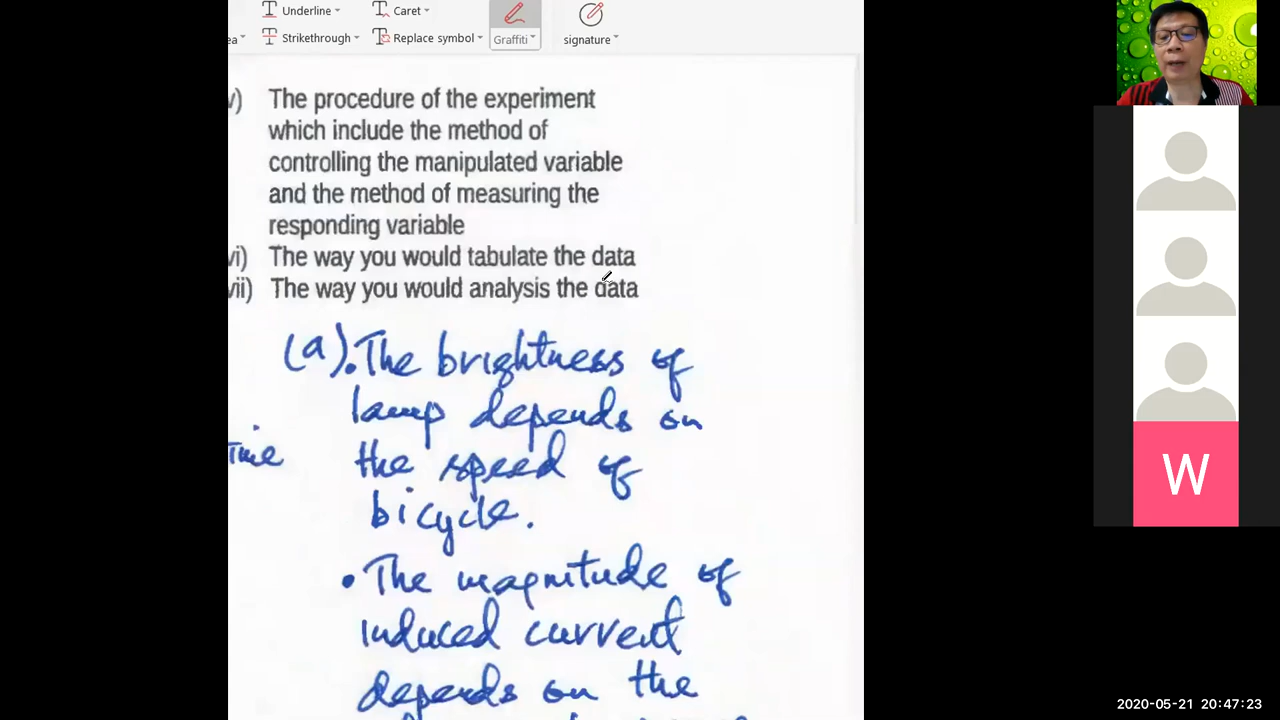 Underline
Caret
ea
Strikethrough
Replace symbol
Graffiti
signature
v) The procedure of the experiment
which include the method of
controlling the manipulated variable
and the method of measuring the
responding variable
vi) The way you would tabulate the data
vii) The way you would analysis the data
(a). The brightness of
lamp depends on
the speed of
bicycle.
Time
• The magnitude of
induced current
depends on the
W
2020-05-21 20:47:23